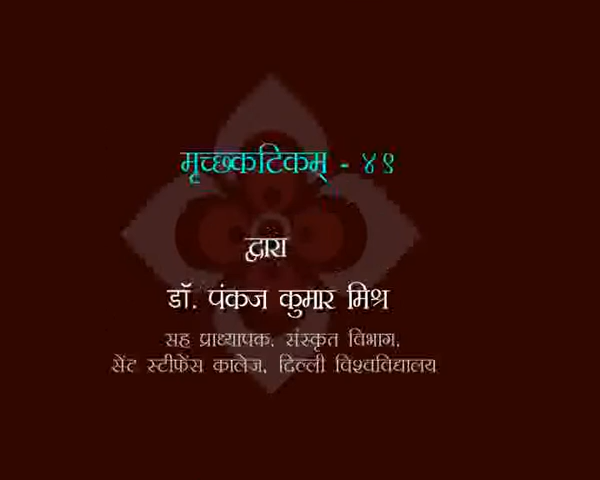 मृच्छकटिकम् - ४९
द्वारा
डॉ. पंकज कुमार मिश्र
सह प्राध्यापक, संस्कृत विभाग,
सेंट स्टीफेंस कालेज, दिल्ली विश्वविद्यालय